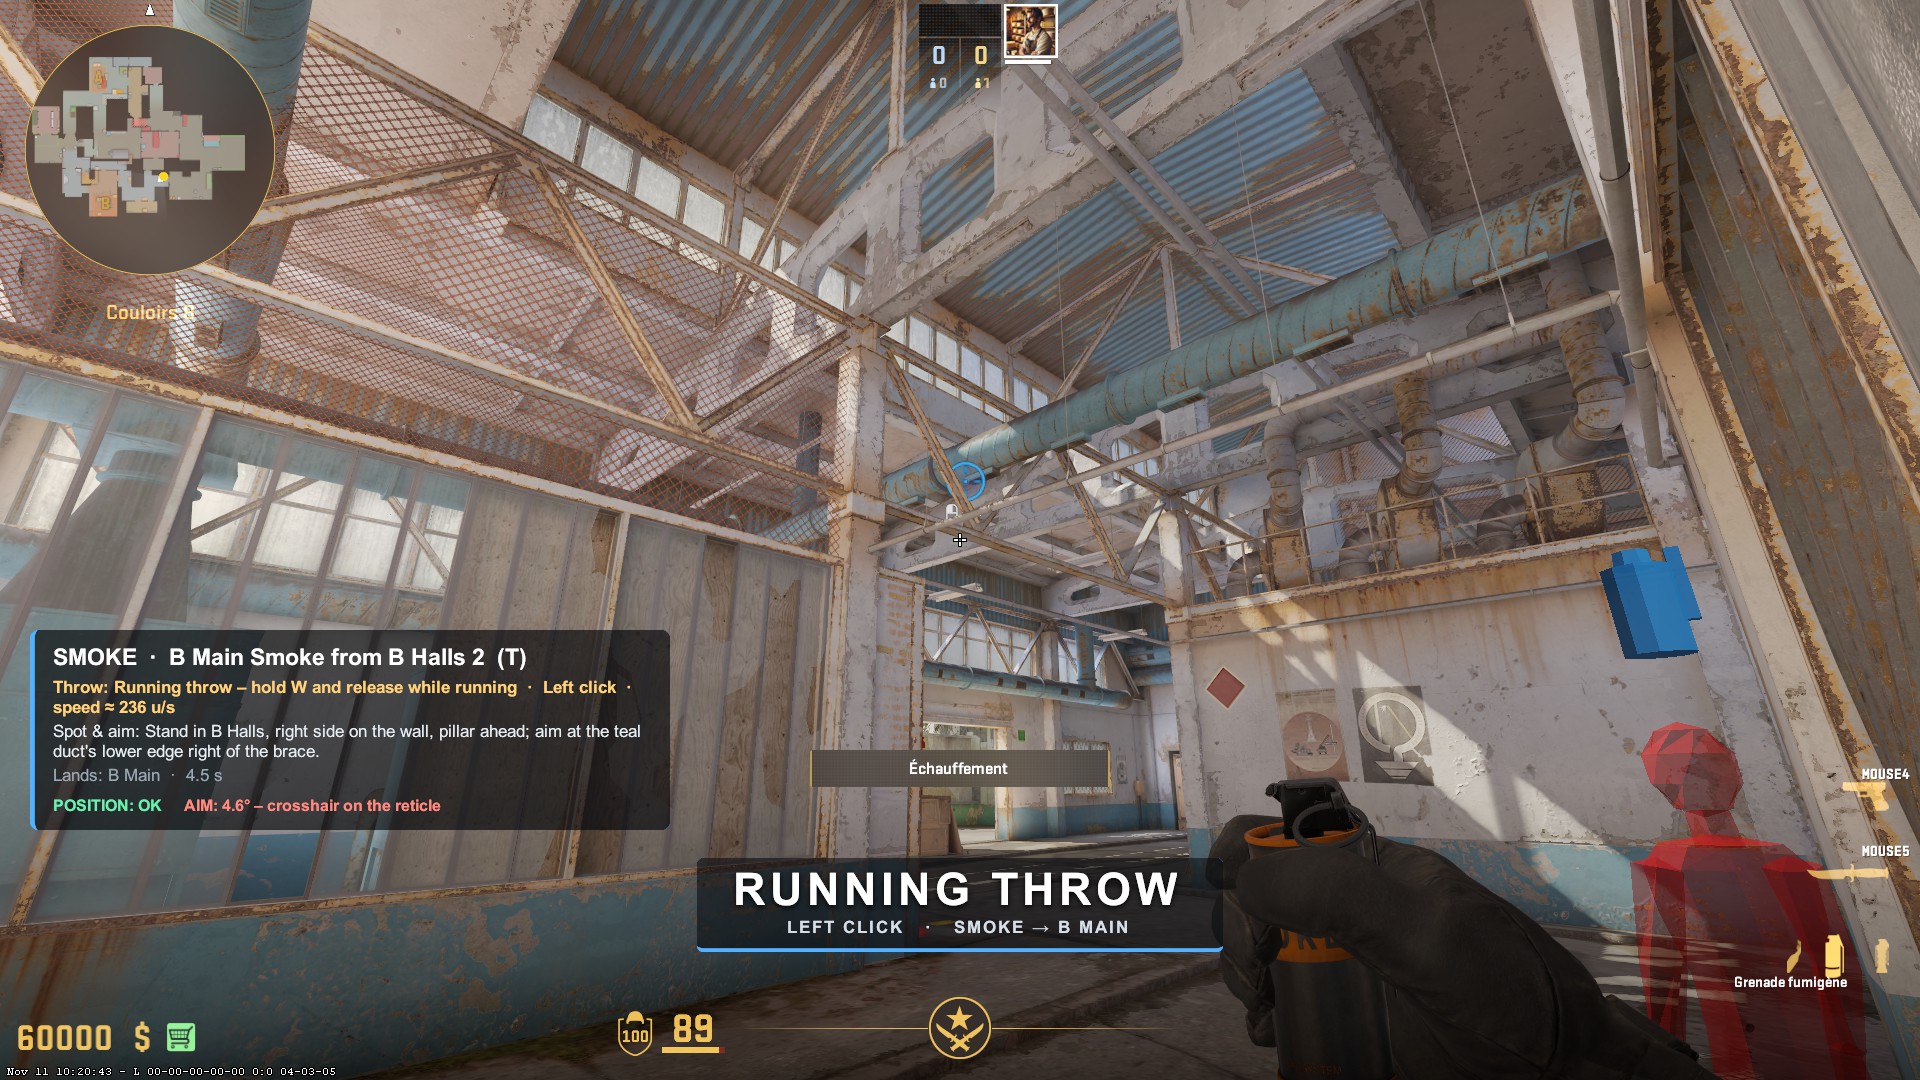 0 0
0 1
A
Couloirs B
B
SMOKE · B Main Smoke from B Halls 2 (T)
Throw: Running throw – hold W and release while running · Left click ·
speed ≈ 236 u/s
Spot & aim: Stand in B Halls, right side on the wall, pillar ahead; aim at the teal
duct's lower edge right of the brace.
Lands: B Main · 4.5 s
POSITION: OK AIM: 4.6° – crosshair on the reticle
Échauffement
MOUSE4
MOUSE5
RUNNING THROW
LEFT CLICK · SMOKE → B MAIN
Grenade fumigène
60000 $
100 89
Nov 11 10:20:43 - L 00-00-00-00-00 0:0 04-03-05